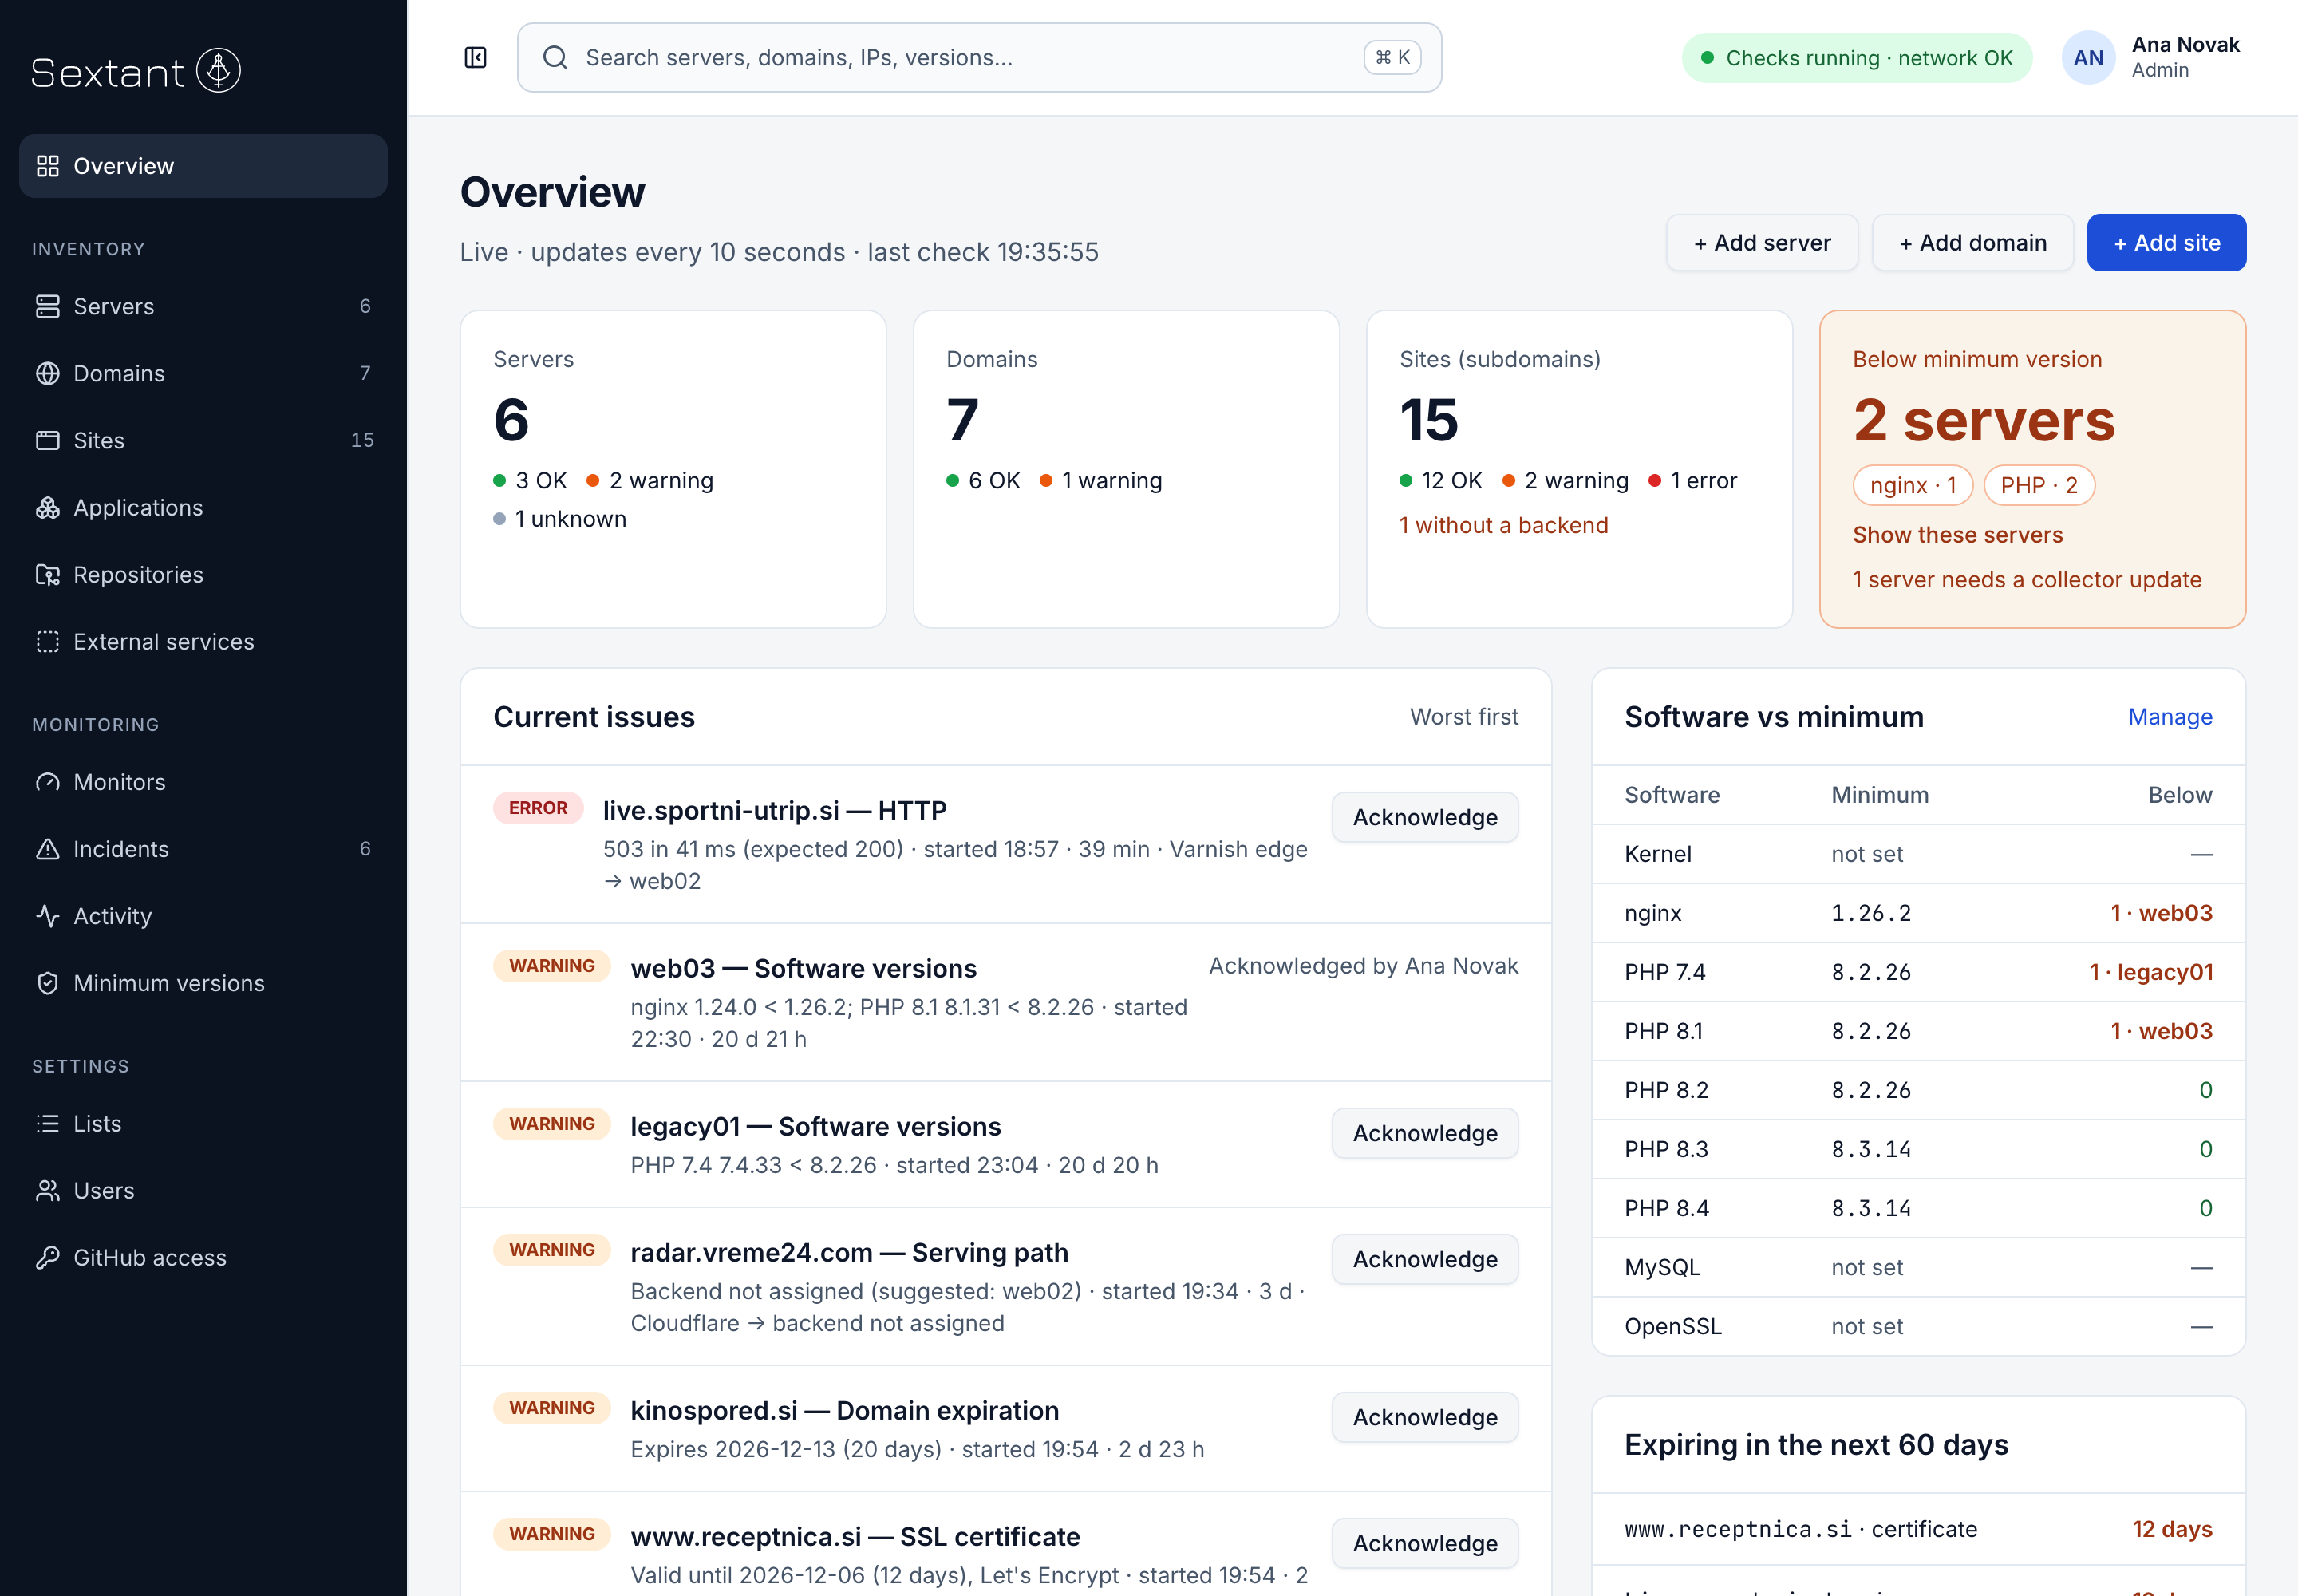 Sextant
Overview
INVENTORY
Servers 6
Domains 7
Sites 15
Applications
Repositories
External services
MONITORING
Monitors
Incidents 6
Activity
Minimum versions
SETTINGS
Lists
Users
GitHub access
Search servers, domains, IPs, versions... ⌘ K
Checks running · network OK
AN
Ana Novak
Admin
Overview
Live · updates every 10 seconds · last check 19:35:55
+ Add server
+ Add domain
+ Add site
Servers
6
3 OK 2 warning
1 unknown
Domains
7
6 OK 1 warning
Sites (subdomains)
15
12 OK 2 warning 1 error
1 without a backend
Below minimum version
2 servers
nginx · 1 PHP · 2
Show these servers
1 server needs a collector update
Current issues Worst first
ERROR live.sportni-utrip.si — HTTP Acknowledge
503 in 41 ms (expected 200) · started 18:57 · 39 min · Varnish edge
→ web02
WARNING web03 — Software versions Acknowledged by Ana Novak
nginx 1.24.0 < 1.26.2; PHP 8.1 8.1.31 < 8.2.26 · started
22:30 · 20 d 21 h
WARNING legacy01 — Software versions Acknowledge
PHP 7.4 7.4.33 < 8.2.26 · started 23:04 · 20 d 20 h
WARNING radar.vreme24.com — Serving path Acknowledge
Backend not assigned (suggested: web02) · started 19:34 · 3 d ·
Cloudflare → backend not assigned
WARNING kinospored.si — Domain expiration Acknowledge
Expires 2026-12-13 (20 days) · started 19:54 · 2 d 23 h
WARNING www.receptnica.si — SSL certificate Acknowledge
Valid until 2026-12-06 (12 days), Let's Encrypt · started 19:54 · 2
Software vs minimum Manage
Software Minimum Below
Kernel not set —
nginx 1.26.2 1 · web03
PHP 7.4 8.2.26 1 · legacy01
PHP 8.1 8.2.26 1 · web03
PHP 8.2 8.2.26 0
PHP 8.3 8.3.14 0
PHP 8.4 8.3.14 0
MySQL not set —
OpenSSL not set —
Expiring in the next 60 days
www.receptnica.si · certificate 12 days